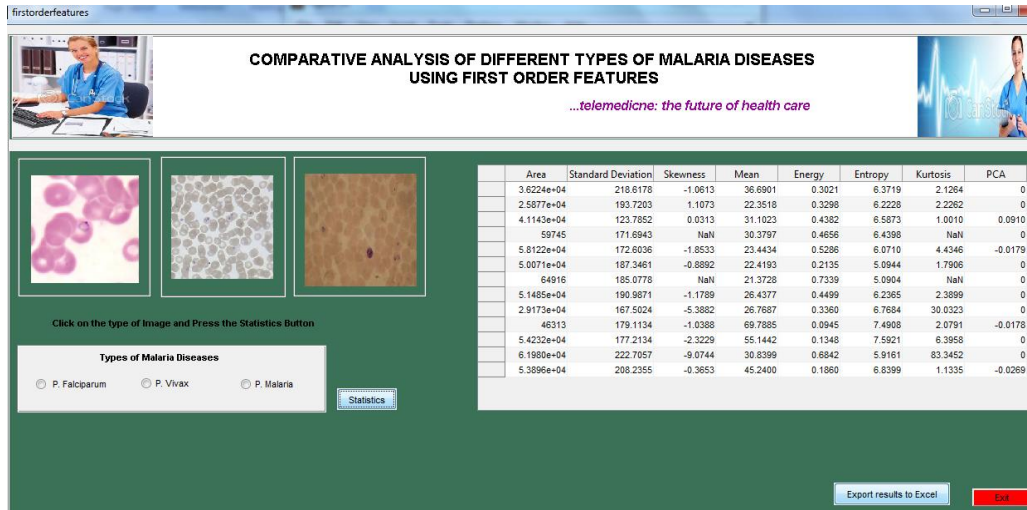 firstorderfeatures
COMPARATIVE ANALYSIS OF DIFFERENT TYPES OF MALARIA DISEASES
USING FIRST ORDER FEATURES
...telemedicne: the future of health care
CanStock
CanStock
Click on the type of Image and Press the Statistics Button
Types of Malaria Diseases
P. Falciparum P. Vivax P. Malaria
Statistics
Area Standard Deviation Skewness Mean Energy Entropy Kurtosis PCA
3.6224e+04 218.6178 -1.0613 36.6901 0.3021 6.3719 2.1264 0
2.5877e+04 193.7203 1.1073 22.3518 0.3298 6.2228 2.2262 0
4.1143e+04 123.7852 0.0313 31.1023 0.4382 6.5873 1.0010 0.0910
59745 171.6943 NaN 30.3797 0.4656 6.4398 NaN 0
5.8122e+04 172.6036 -1.8533 23.4434 0.5286 6.0710 4.4346 -0.0179
5.0071e+04 187.3461 -0.8892 22.4193 0.2135 5.0944 1.7906 0
64916 185.0778 NaN 21.3728 0.7339 5.0904 NaN 0
5.1485e+04 190.9871 -1.1789 26.4377 0.4499 6.2365 2.3899 0
2.9173e+04 167.5024 -5.3882 26.7687 0.3360 6.7684 30.0323 0
46313 179.1134 -1.0388 69.7885 0.0945 7.4908 2.0791 -0.0178
5.4232e+04 177.2134 -2.3229 55.1442 0.1348 7.5921 6.3958 0
6.1980e+04 222.7057 -9.0744 30.8399 0.6842 5.9161 83.3452 0
5.3896e+04 208.2355 -0.3653 45.2400 0.1860 6.8399 1.1335 -0.0269
Export results to Excel
Exit